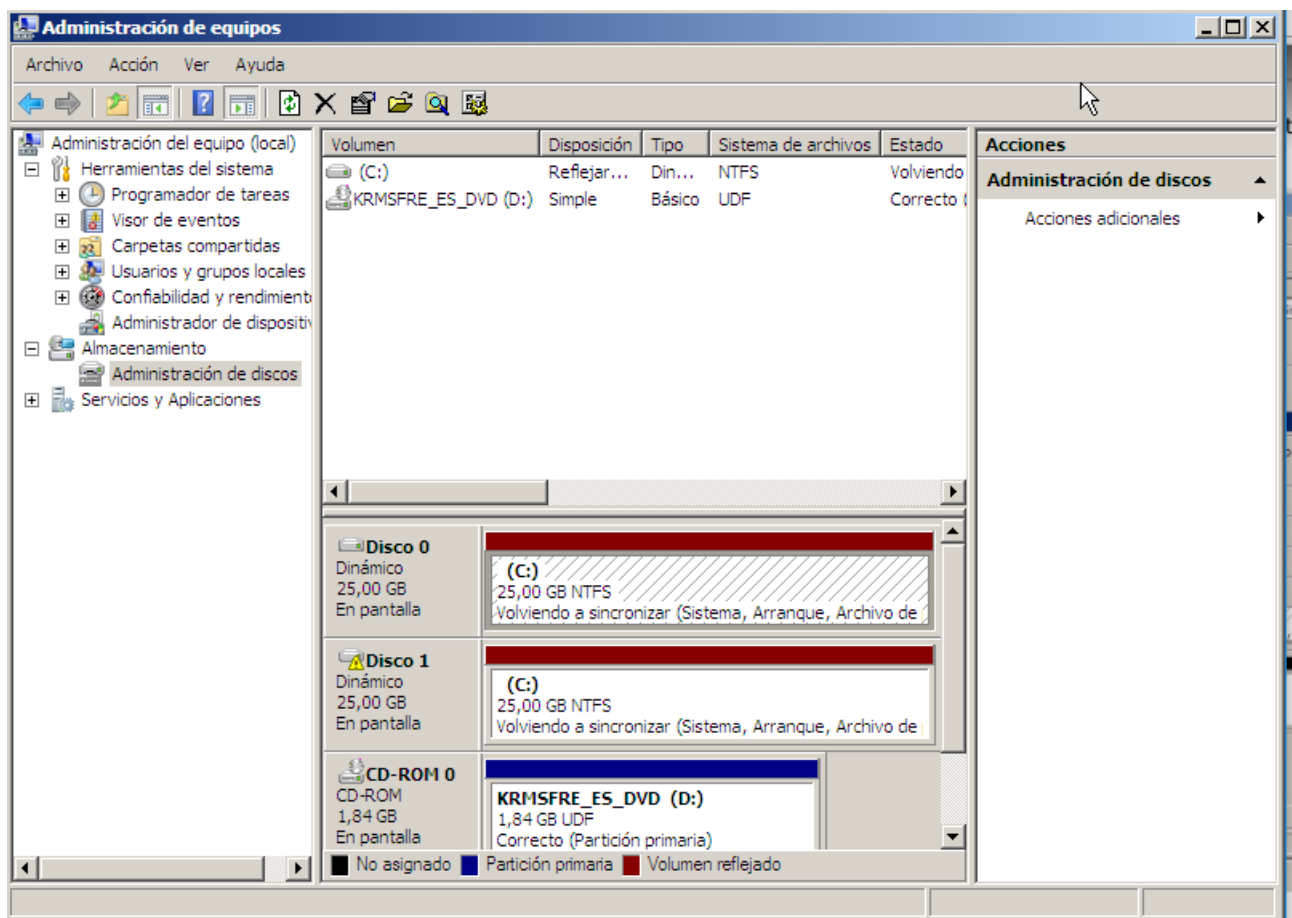 Administración de equipos
Archivo Acción Ver Ayuda
Administración del equipo (local)
Herramientas del sistema
Programador de tareas
Visor de eventos
Carpetas compartidas
Usuarios y grupos locales
Confiabilidad y rendimient
Administrador de dispositiv
Almacenamiento
Administración de discos
Servicios y Aplicaciones
Volumen Disposición Tipo Sistema de archivos Estado
(C:) Reflejar... Din... NTFS Volviendo
KRMSFRE_ES_DVD (D:) Simple Básico UDF Correcto (
Disco 0
Dinámico
25,00 GB
En pantalla
(C:)
25,00 GB NTFS
Volviendo a sincronizar (Sistema, Arranque, Archivo de
Disco 1
Dinámico
25,00 GB
En pantalla
(C:)
25,00 GB NTFS
Volviendo a sincronizar (Sistema, Arranque, Archivo de
CD-ROM 0
CD-ROM
1,84 GB
En pantalla
KRMSFRE_ES_DVD (D:)
1,84 GB UDF
Correcto (Partición primaria)
No asignado Partición primaria Volumen reflejado
Acciones
Administración de discos
Acciones adicionales